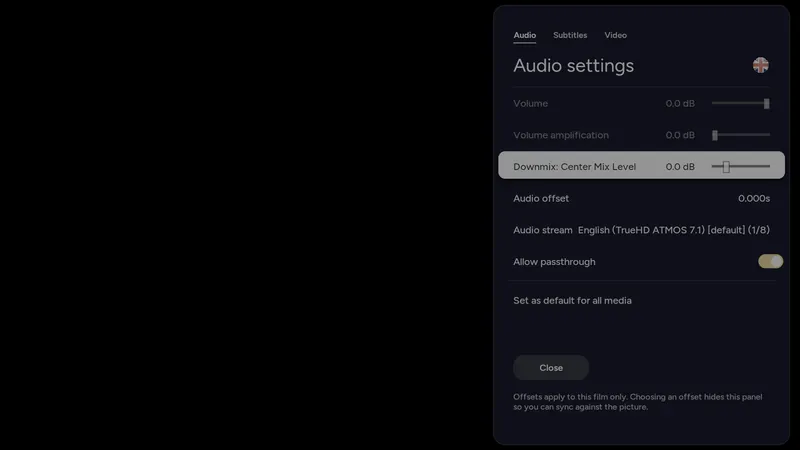 Audio Subtitles Video
Audio settings
Volume 0.0 dB
Volume amplification 0.0 dB
Downmix: Center Mix Level 0.0 dB
Audio offset 0.000s
Audio stream English (TrueHD ATMOS 7.1) [default] (1/8)
Allow passthrough
Set as default for all media
Close
Offsets apply to this film only. Choosing an offset hides this panel
so you can sync against the picture.